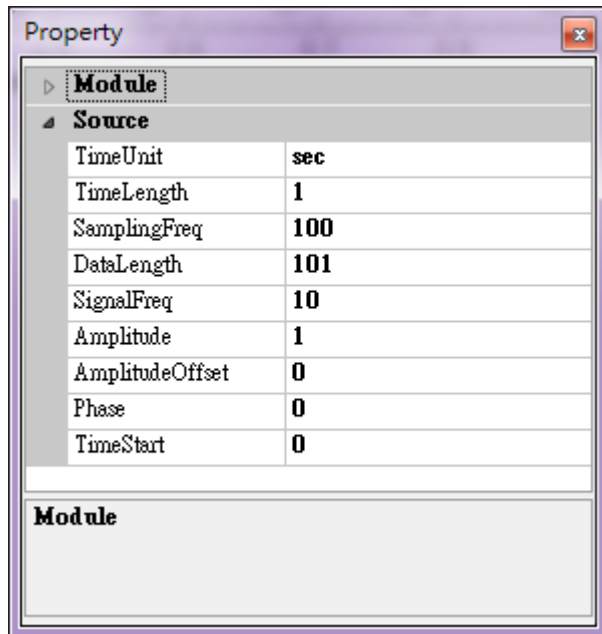 Property
Module
Source
TimeUnit sec
TimeLength 1
SamplingFreq 100
DataLength 101
SignalFreq 10
Amplitude 1
AmplitudeOffset 0
Phase 0
TimeStart 0
Module